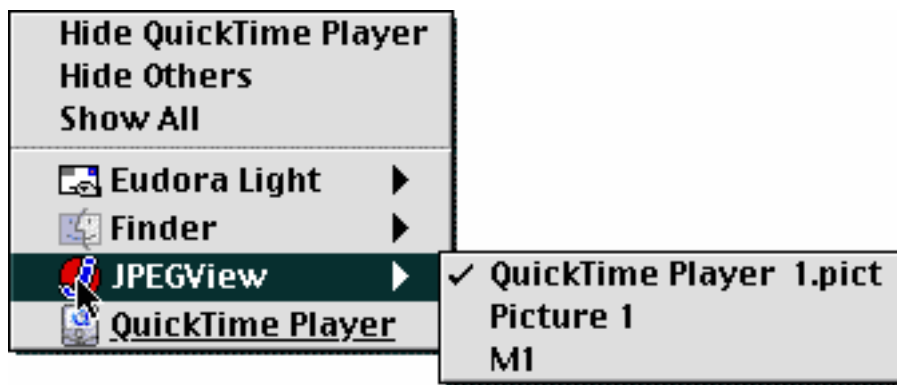 Hide QuickTime Player
Hide Others
Show All
Eudora Light
Finder
JPEGView
QuickTime Player
QuickTime Player 1.pict
Picture 1
M1